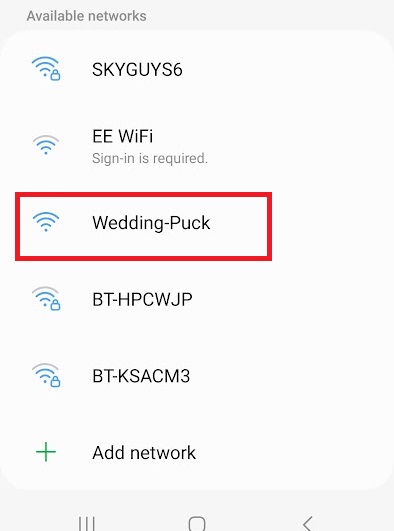 Available networks
SKYGUYS6
EE WiFi
Sign-in is required.
Wedding-Puck
BT-HPCWJP
BT-KSACM3
Add network